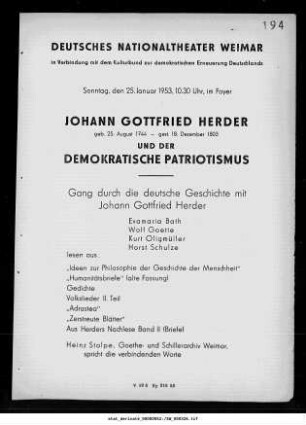 194
DEUTSCHES NATIONALTHEATER WEIMAR
in Verbindung mit dem Kulturbund zur demokratischen Erneuerung Deutschlands
Sonntag, den 25. Januar 1953, 10.30 Uhr, im Foyer
JOHANN GOTTFRIED HERDER
geb. 25. August 1744 — gest. 18. Dezember 1803
UND DER
DEMOKRATISCHE PATRIOTISMUS
Gang durch die deutsche Geschichte mit
Johann Gottfried Herder
Evamaria Bath
Wolf Goette
Kurt Oligmüller
Horst Schulze
lesen aus:
„Ideen zur Philosophie der Geschichte der Menschheit"
„Humanitätsbriefe" (alte Fassung)
Gedichte
Volkslieder II. Teil
„Adrastea"
„Zerstreute Blätter"
Aus Herders Nachlese Band II (Briefe)
Heinz Stolpe, Goethe- und Schillerarchiv Weimar,
spricht die verbindenden Worte